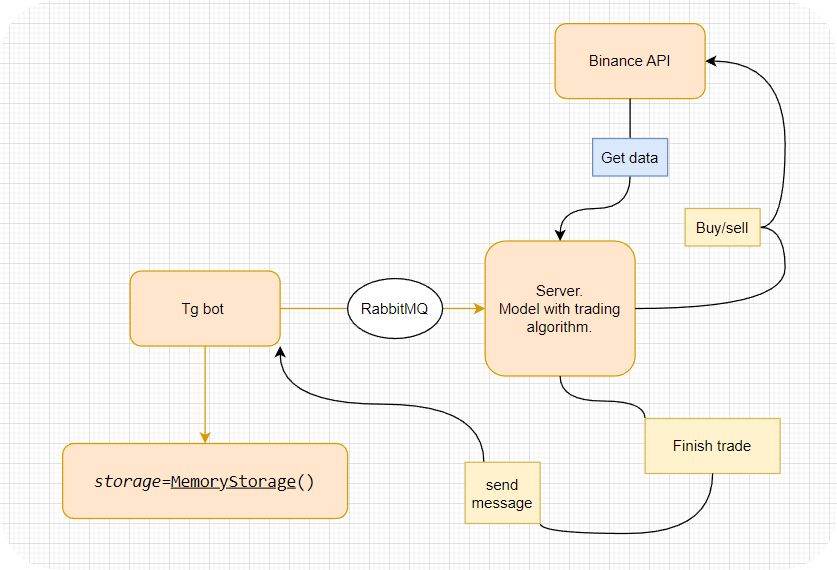 Binance API
Get data
Buy/sell
Server.
Model with trading
algorithm.
Tg bot
RabbitMQ
Finish trade
storage=MemoryStorage()
send
message